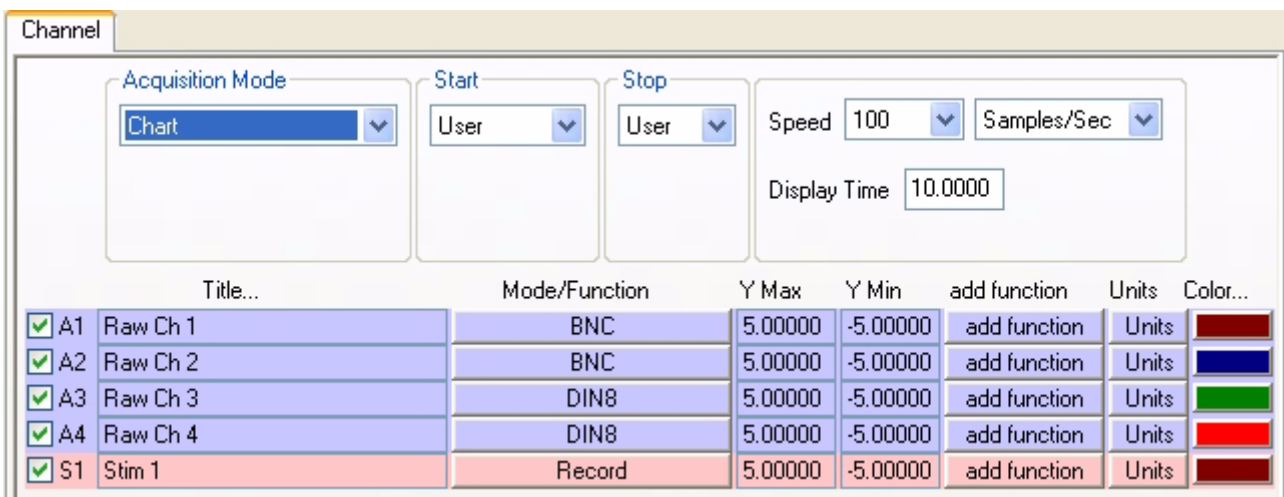 Channel
Acquisition Mode Start Stop
Chart User User Speed 100 Samples/Sec
Display Time 10.0000
Title... Mode/Function Y Max Y Min add function Units Color...
A1 Raw Ch 1 BNC 5.00000 -5.00000 add function Units
A2 Raw Ch 2 BNC 5.00000 -5.00000 add function Units
A3 Raw Ch 3 DIN8 5.00000 -5.00000 add function Units
A4 Raw Ch 4 DIN8 5.00000 -5.00000 add function Units
S1 Stim 1 Record 5.00000 -5.00000 add function Units